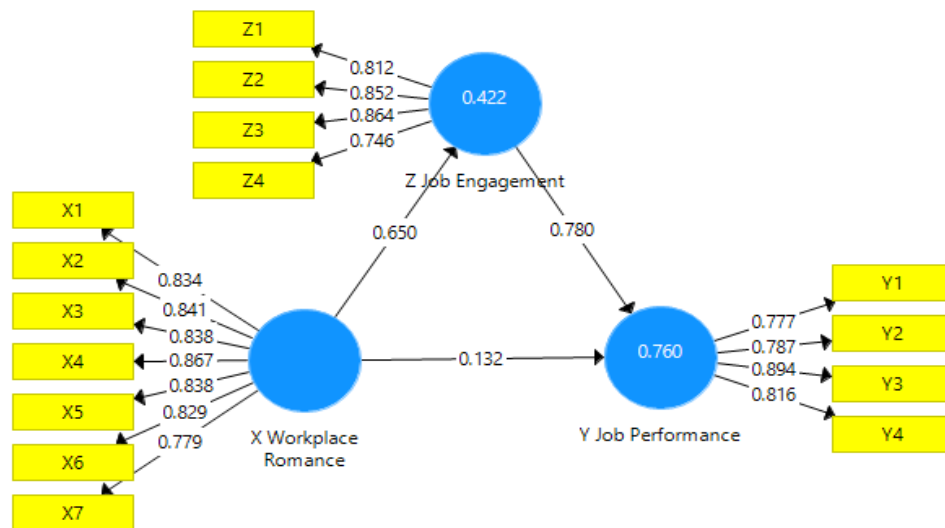 Z1
Z2
Z3
Z4
0.812
0.852
0.864
0.746
0.422
Z Job Engagement
0.650
0.780
X1
X2
X3
X4
X5
X6
X7
0.834
0.841
0.838
0.867
0.838
0.829
0.779
X Workplace
Romance
0.132
0.760
Y Job Performance
0.777
0.787
0.894
0.816
Y1
Y2
Y3
Y4